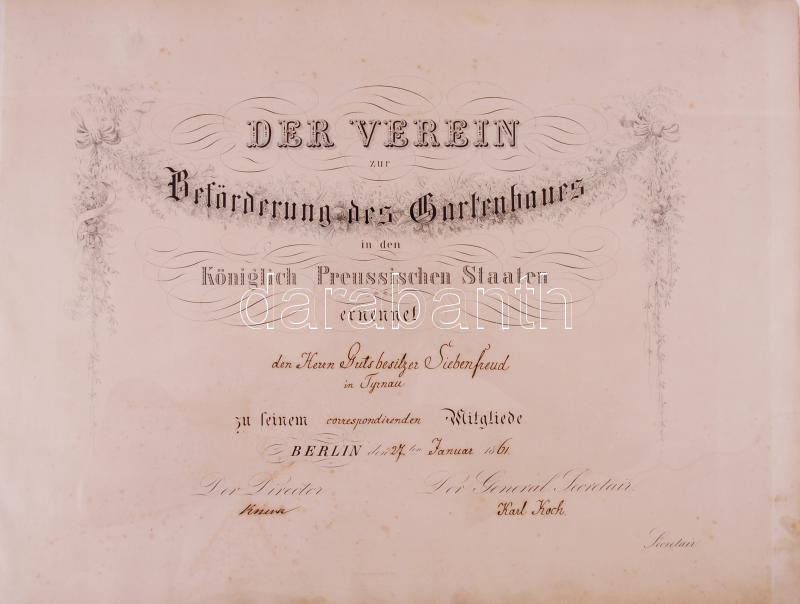 DER VEREIN
zur
Beförderung des Gartenbaues
in den
Königlich Preussischen Staaten
ernennet
darabanth
den Herrn Gutsbesitzer Siebenfreud
in Tyrnau
zu seinem correspondirenden Mitgliede
BERLIN den 27ten Januar 1861
Der Director Der General Secretair
Karl Koch.
Secretair